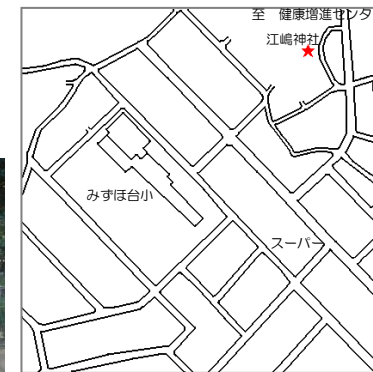 至　健康増進センタ
江嶋神社
みずほ台小
スーパー